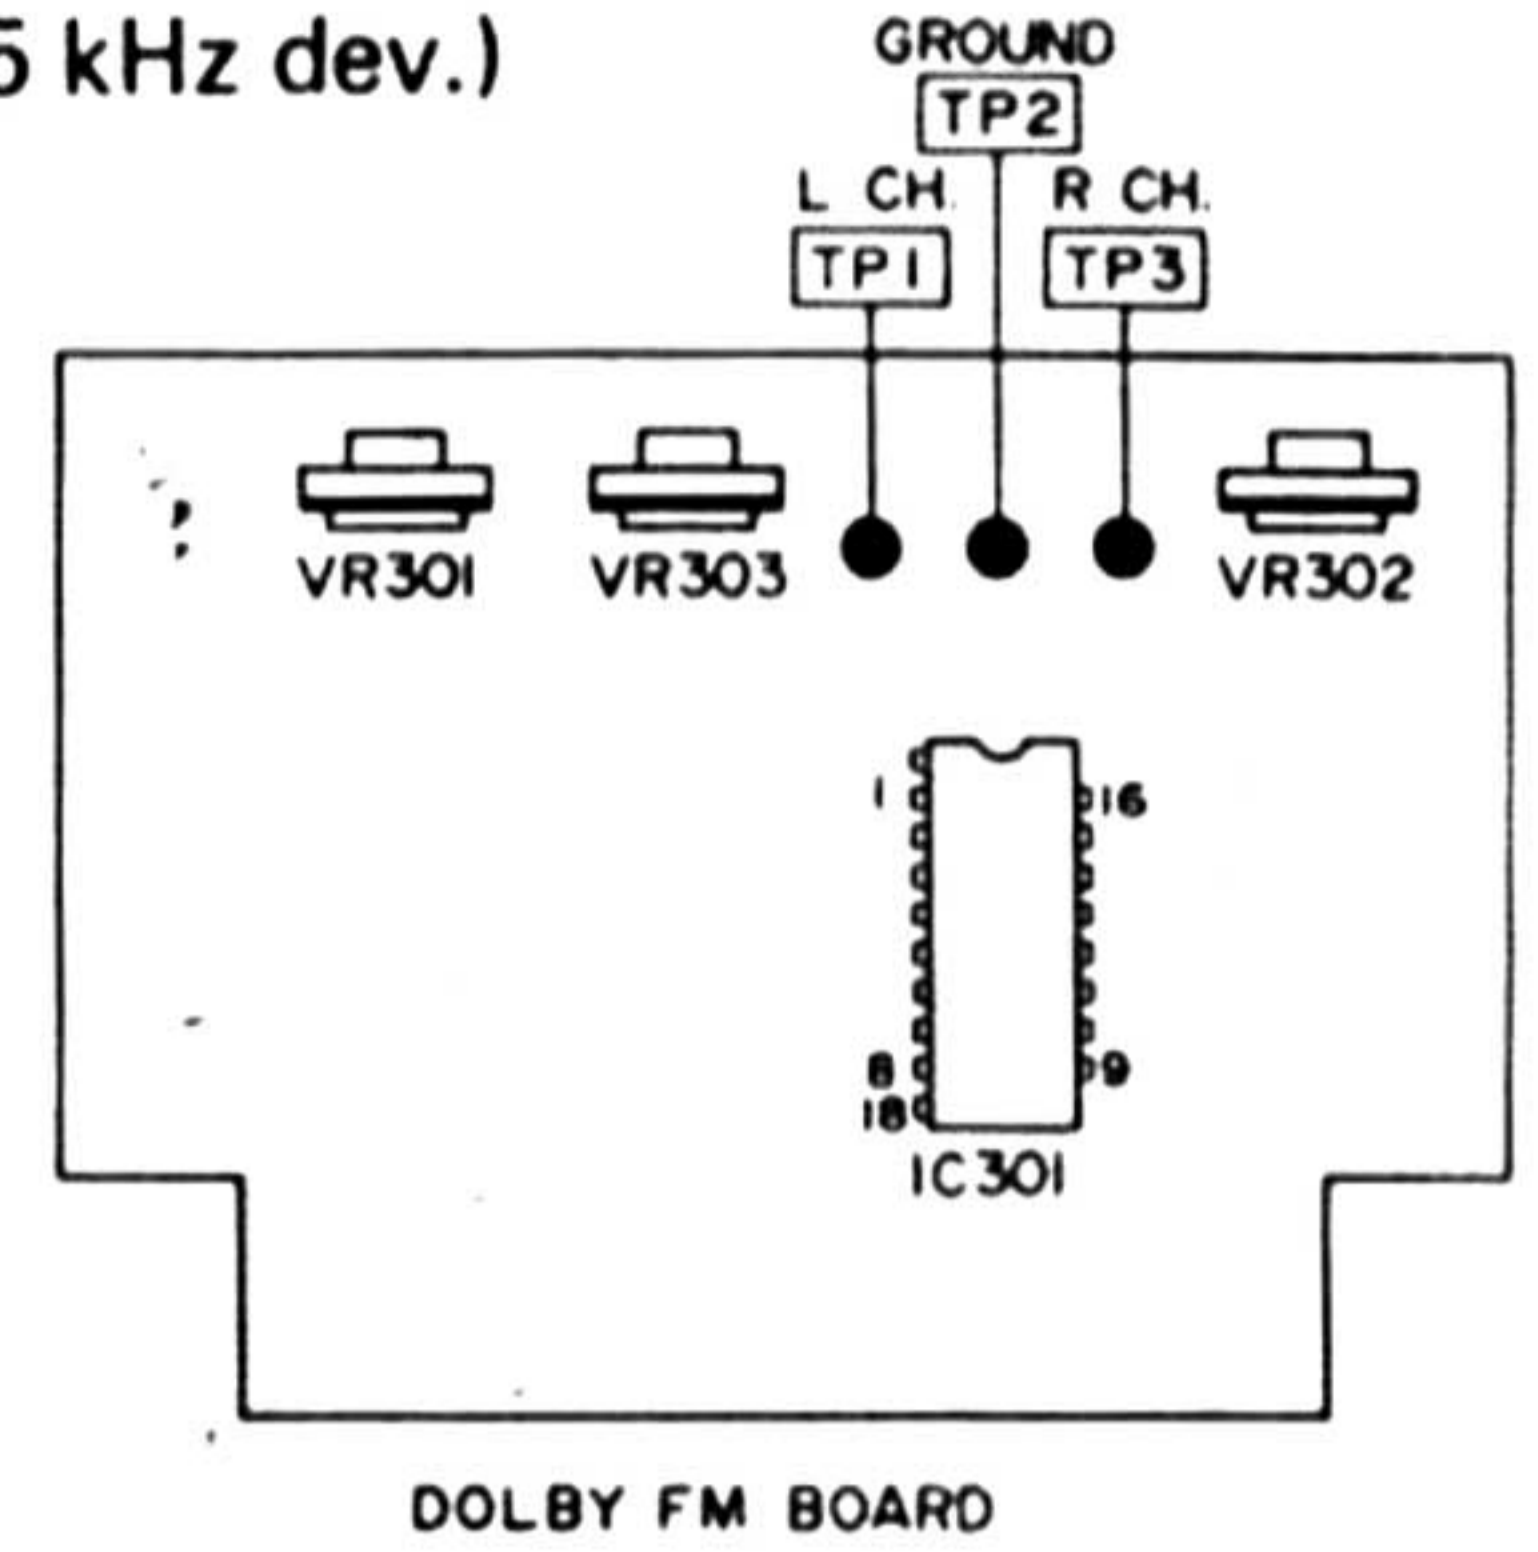 5 kHz dev.)
GROUND
TP2
L CH. R CH.
TP1 TP3
VR301 VR303 VR302
1 16
8 9
18
IC301
DOLBY FM BOARD